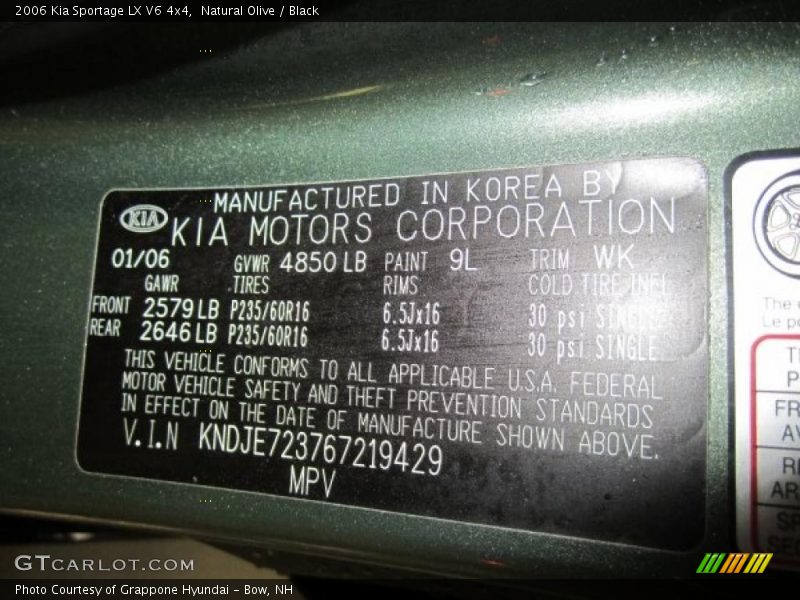 2006 Kia Sportage LX V6 4x4, Natural Olive / Black
MANUFACTURED IN KOREA BY
KIA KIA MOTORS CORPORATION
01/06 GVWR 4850 LB PAINT 9L TRIM WK
GAWR TIRES RIMS COLD TIRE INFL
FRONT 2579 LB P235/60R16 6.5Jx16 30 psi SINGLE
REAR 2646 LB P235/60R16 6.5Jx16 30 psi SINGLE
THIS VEHICLE CONFORMS TO ALL APPLICABLE U.S.A. FEDERAL
MOTOR VEHICLE SAFETY AND THEFT PREVENTION STANDARDS
IN EFFECT ON THE DATE OF MANUFACTURE SHOWN ABOVE.
V.I.N KNDJE723767219429
MPV
The
Le
GTCARLOT.COM
Photo Courtesy of Grappone Hyundai - Bow, NH